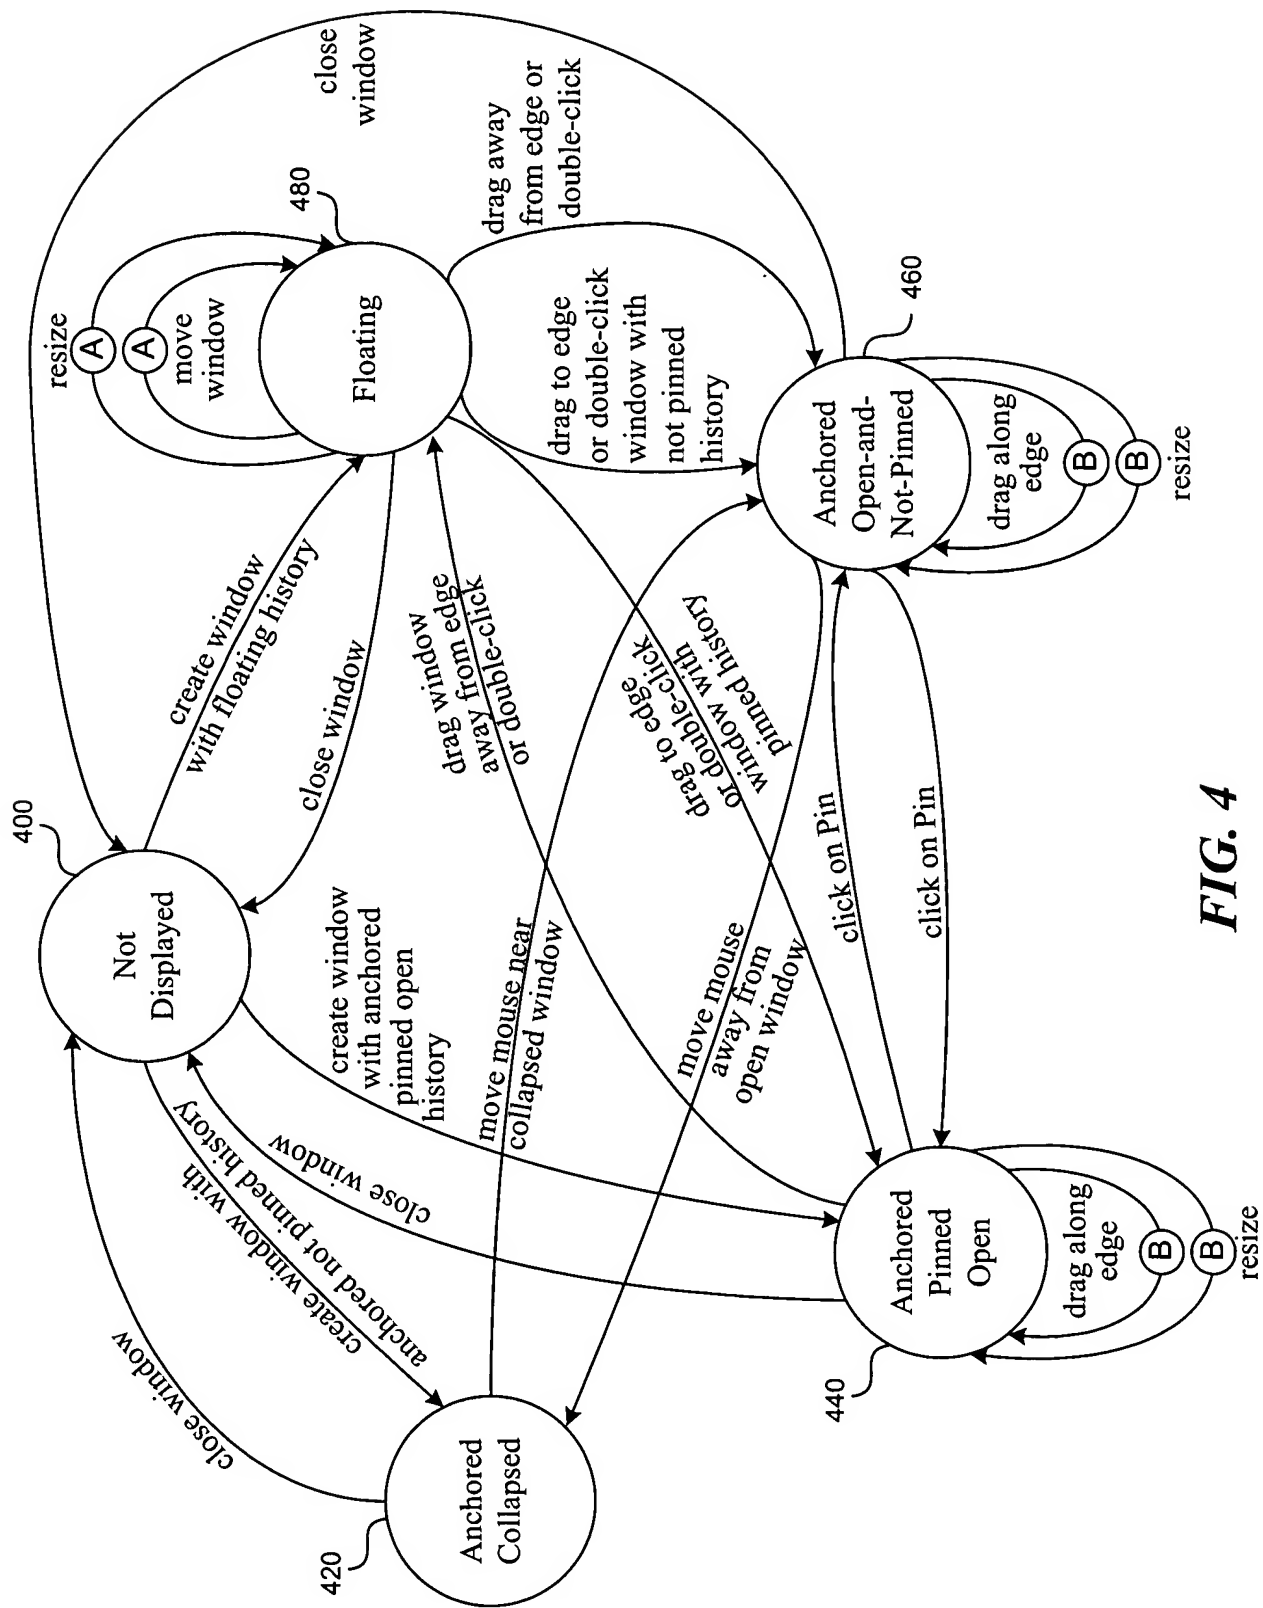 400
Not
Displayed
close window
create window
with floating history
close window
create window
with anchored
pinned open
history
close window
create window with
anchored not pinned history
close
window
resize
A
A
move
window
Floating
480
drag away
from edge or
double-click
drag to edge
or double-click
window with
not pinned
history
drag window
away from edge
or double-click
drag to edge
or double-click
window with
pinned history
420
Anchored
Collapsed
move mouse near
collapsed window
move mouse
away from
open window
460
Anchored
Open-and-
Not-Pinned
drag along
edge
B
B
resize
click on Pin
click on Pin
440
Anchored
Pinned
Open
drag along
edge
B
B
resize
FIG. 4